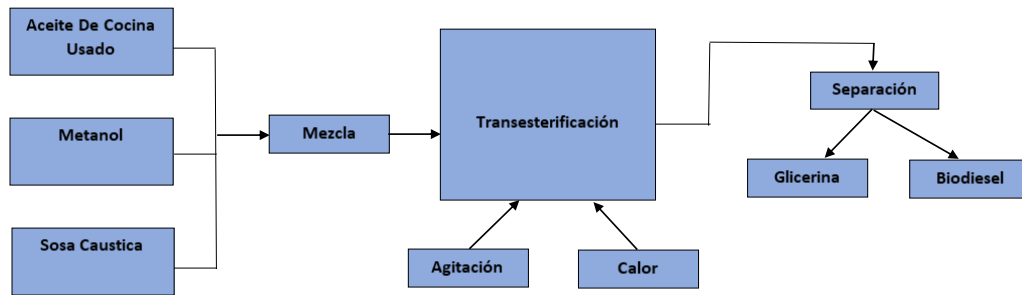 Aceite De Cocina
Usado
Metanol
Sosa Caustica
Mezcla
Transesterificación
Agitación
Calor
Separación
Glicerina
Biodiesel